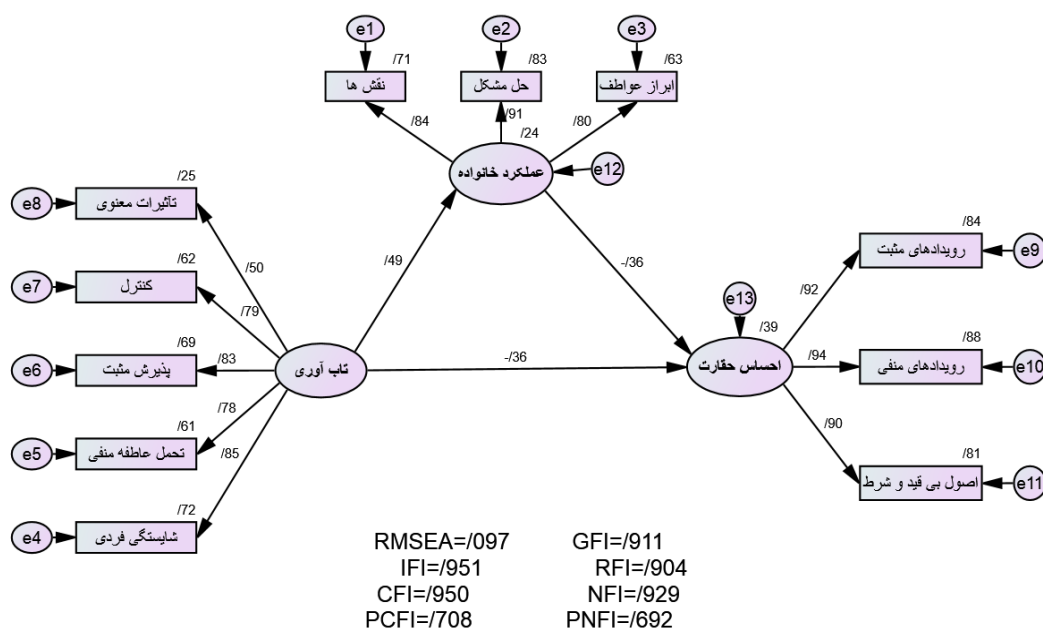 e1
e2
e3
/71
/83
/63
نقش ها
حل مشکل
ابراز عواطف
/84
/91
/80
/24
عملکرد خانواده
e12
/25
e8
تأثیرات معنوی
/50
/49
-/36
/84
رویدادهای مثبت
e9
/62
e7
کنترل
/79
/92
e13
/39
/69
e6
پذیرش مثبت
/83
تاب آوری
-/36
احساس حقارت
/94
/88
رویدادهای منفی
e10
/78
/61
e5
تحمل عاطفه منفی
/85
/90
/81
اصول بی قید و شرط
e11
/72
e4
شایستگی فردی
RMSEA=/097 GFI=/911
IFI=/951 RFI=/904
CFI=/950 NFI=/929
PCFI=/708 PNFI=/692